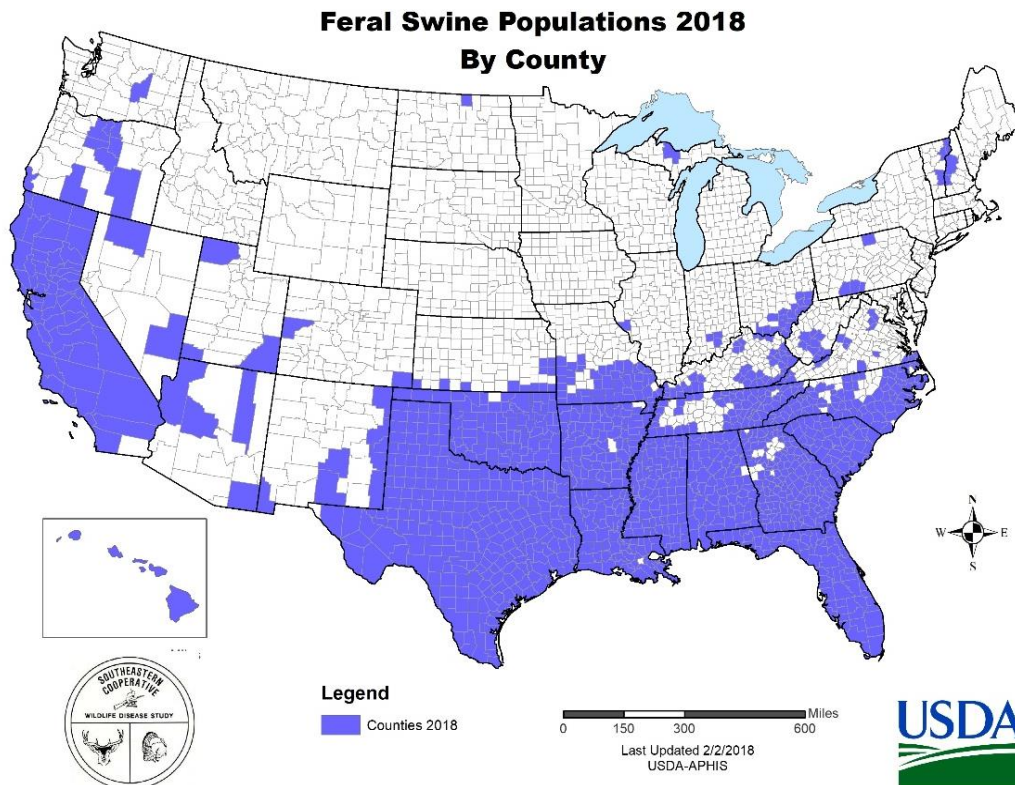 Feral Swine Populations 2018
By County
N
W E
S
SOUTHEASTERN
COOPERATIVE
WILDLIFE DISEASE STUDY
Legend
Counties 2018
Miles
0 150 300 600
Last Updated 2/2/2018
USDA-APHIS
USDA